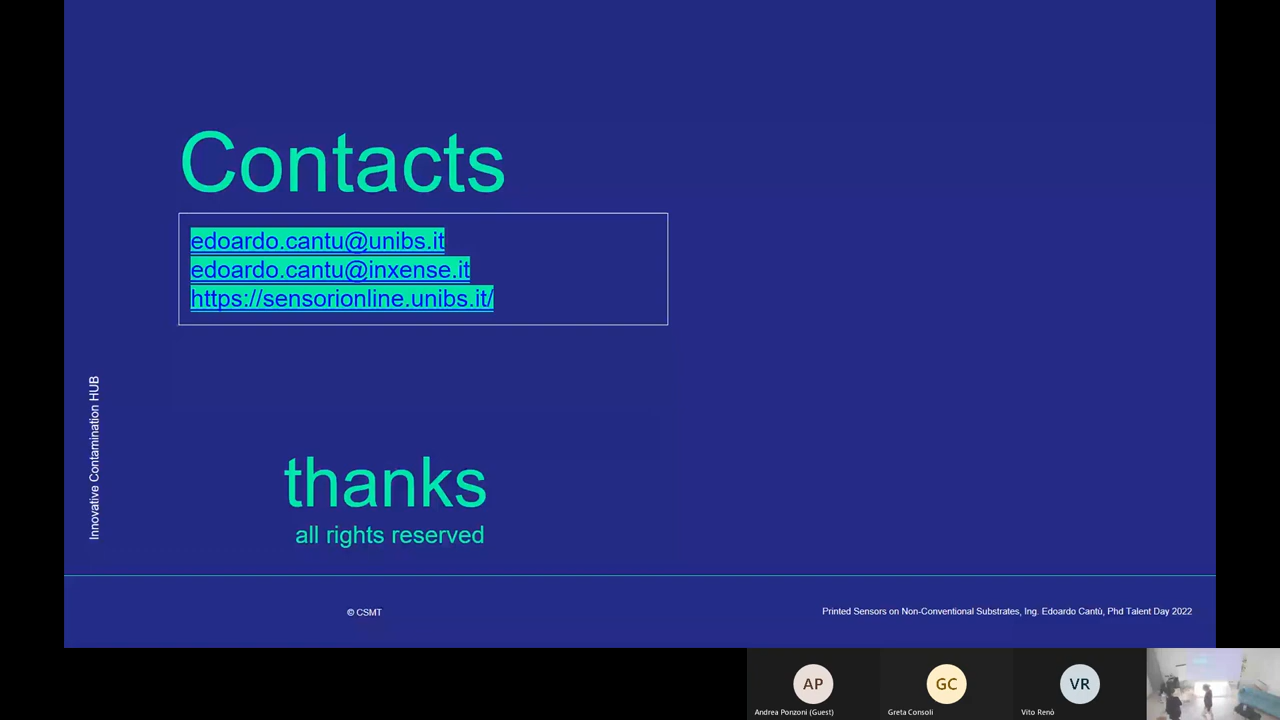 Contacts
edoardo.cantu@unibs.it
edoardo.cantu@inxense.it
https://sensorionline.unibs.it/
Innovative Contamination HUB
thanks
all rights reserved
© CSMT
Printed Sensors on Non-Conventional Substrates, Ing. Edoardo Cantù, Phd Talent Day 2022
AP
GC
VR
Andrea Ponzoni (Guest)
Greta Consoli
Vito Renò